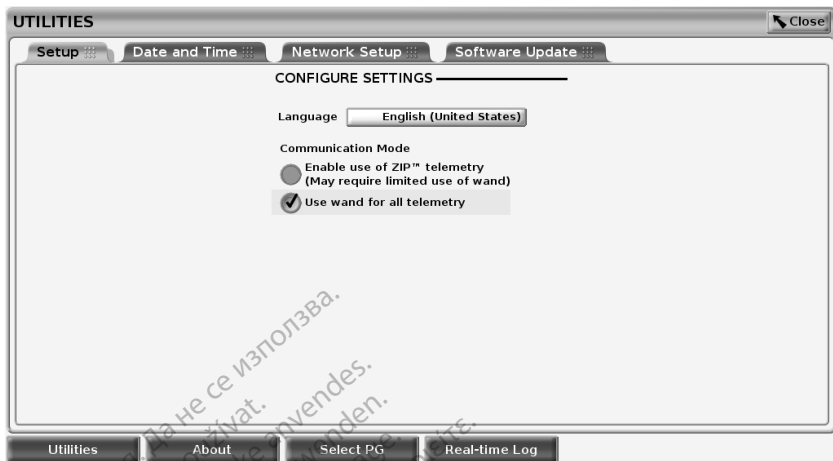 UTILITIES
Close
Setup
Date and Time
Network Setup
Software Update
CONFIGURE SETTINGS
Language
English (United States)
Communication Mode
Enable use of ZIP™ telemetry
(May require limited use of wand)
Use wand for all telemetry
Да не се използва.
anvendes.
Utilities
About
Select PG
Real-time Log